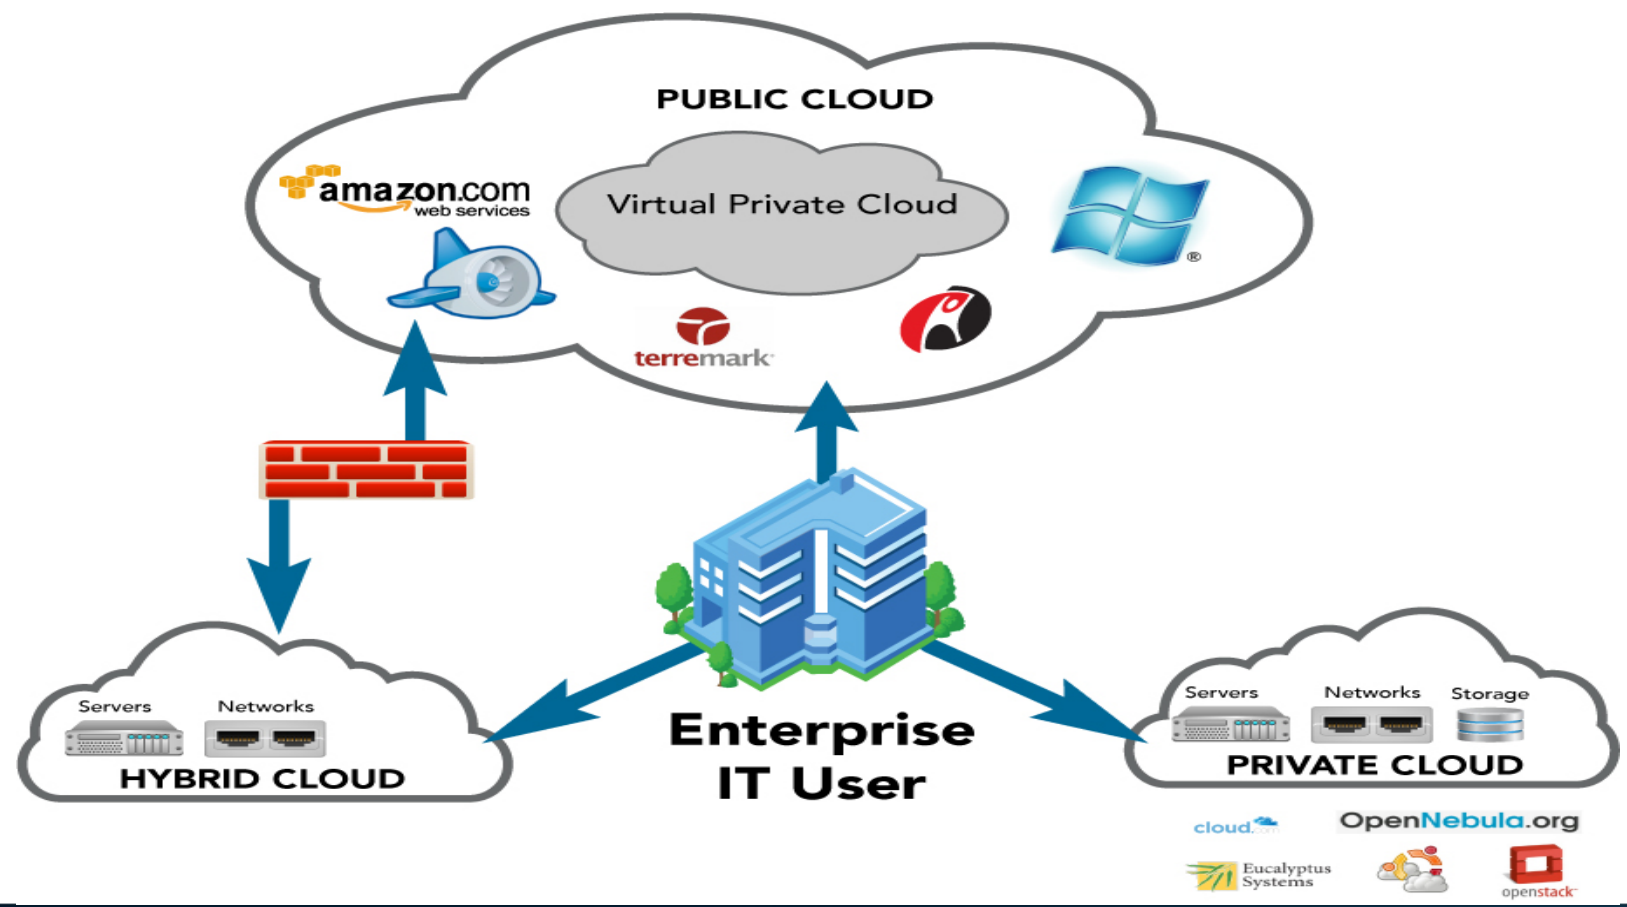 PUBLIC CLOUD
amazon.com
web services
Virtual Private Cloud
®
terremark
Servers
Networks
HYBRID CLOUD
Enterprise
IT User
Servers
Networks
Storage
PRIVATE CLOUD
cloud.com
OpenNebula.org
Eucalyptus
Systems
openstack